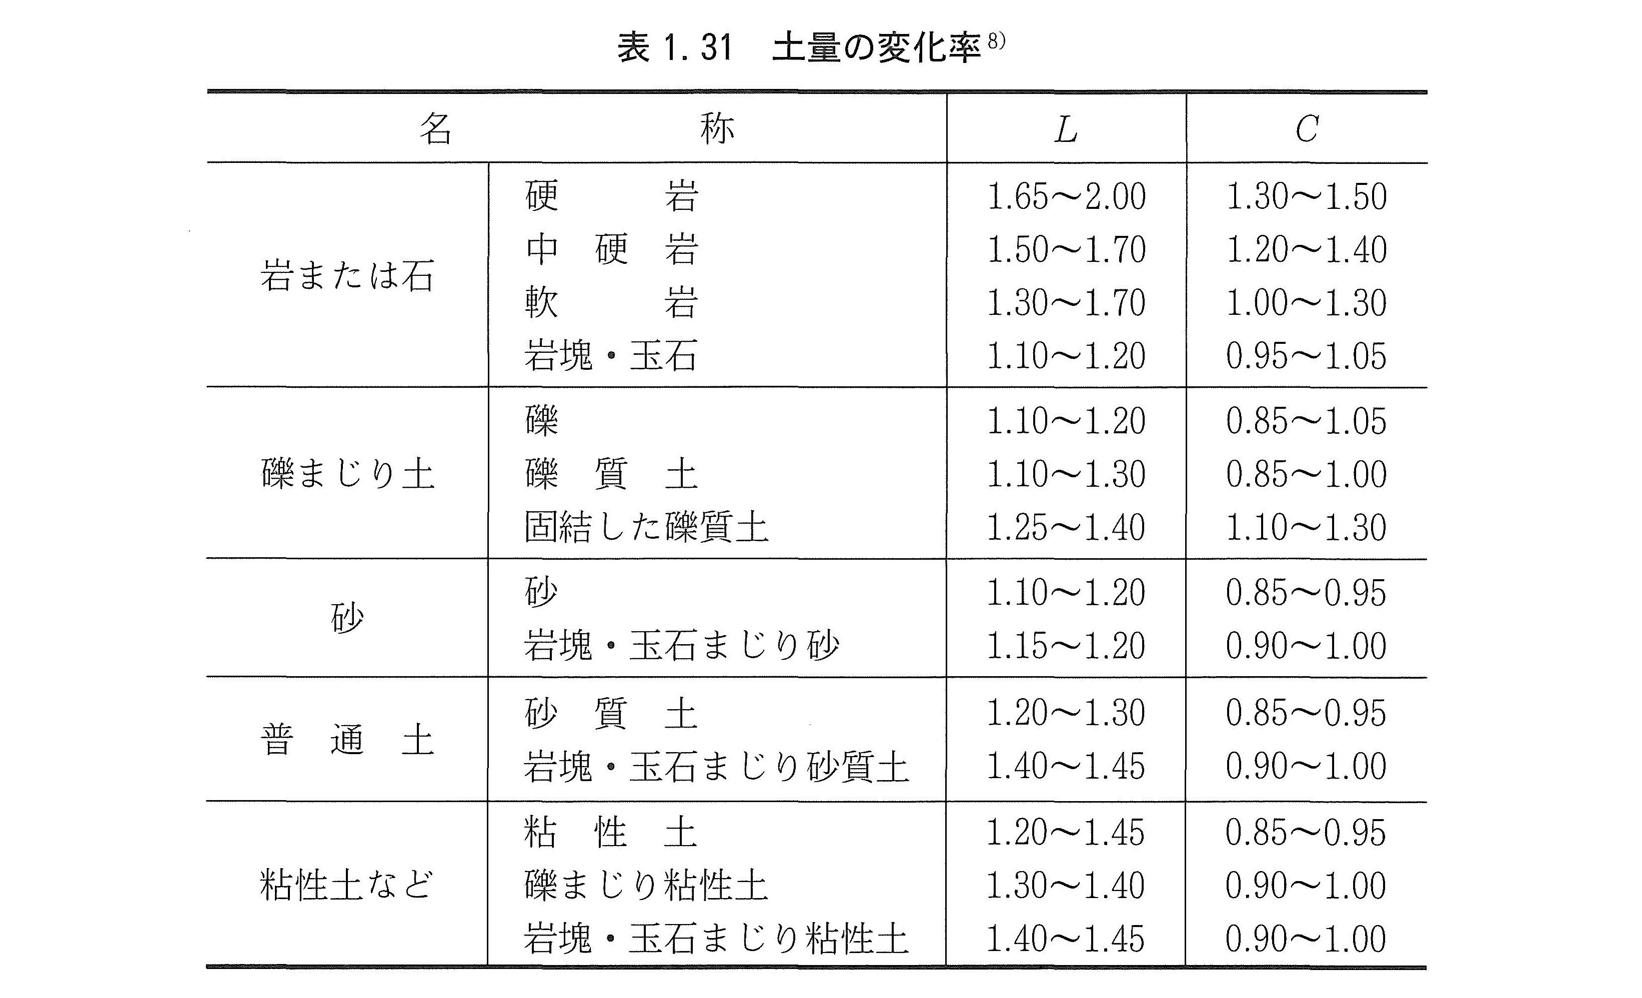 表 1.31 土量の変化率8)
名 称 L C
岩または石
硬 岩 1.65〜2.00 1.30〜1.50
中 硬 岩 1.50〜1.70 1.20〜1.40
軟 岩 1.30〜1.70 1.00〜1.30
岩塊・玉石 1.10〜1.20 0.95〜1.05
礫まじり土
礫 1.10〜1.20 0.85〜1.05
礫 質 土 1.10〜1.30 0.85〜1.00
固結した礫質土 1.25〜1.40 1.10〜1.30
砂
砂 1.10〜1.20 0.85〜0.95
岩塊・玉石まじり砂 1.15〜1.20 0.90〜1.00
普 通 土
砂 質 土 1.20〜1.30 0.85〜0.95
岩塊・玉石まじり砂質土 1.40〜1.45 0.90〜1.00
粘性土など
粘 性 土 1.20〜1.45 0.85〜0.95
礫まじり粘性土 1.30〜1.40 0.90〜1.00
岩塊・玉石まじり粘性土 1.40〜1.45 0.90〜1.00